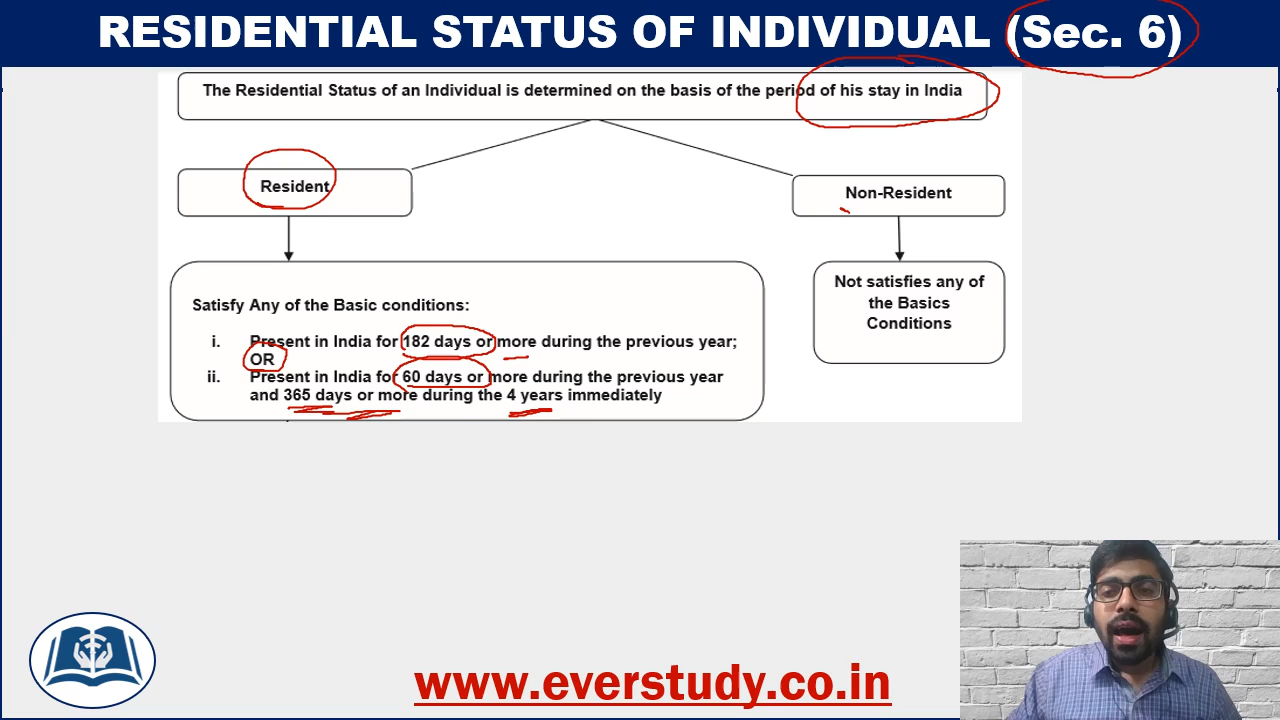 RESIDENTIAL STATUS OF INDIVIDUAL (Sec. 6)
The Residential Status of an Individual is determined on the basis of the period of his stay in India
Resident
Non-Resident
Satisfy Any of the Basic conditions:
i. Present in India for 182 days or more during the previous year;
OR
ii. Present in India for 60 days or more during the previous year
and 365 days or more during the 4 years immediately
Not satisfies any of
the Basics
Conditions
www.everstudy.co.in